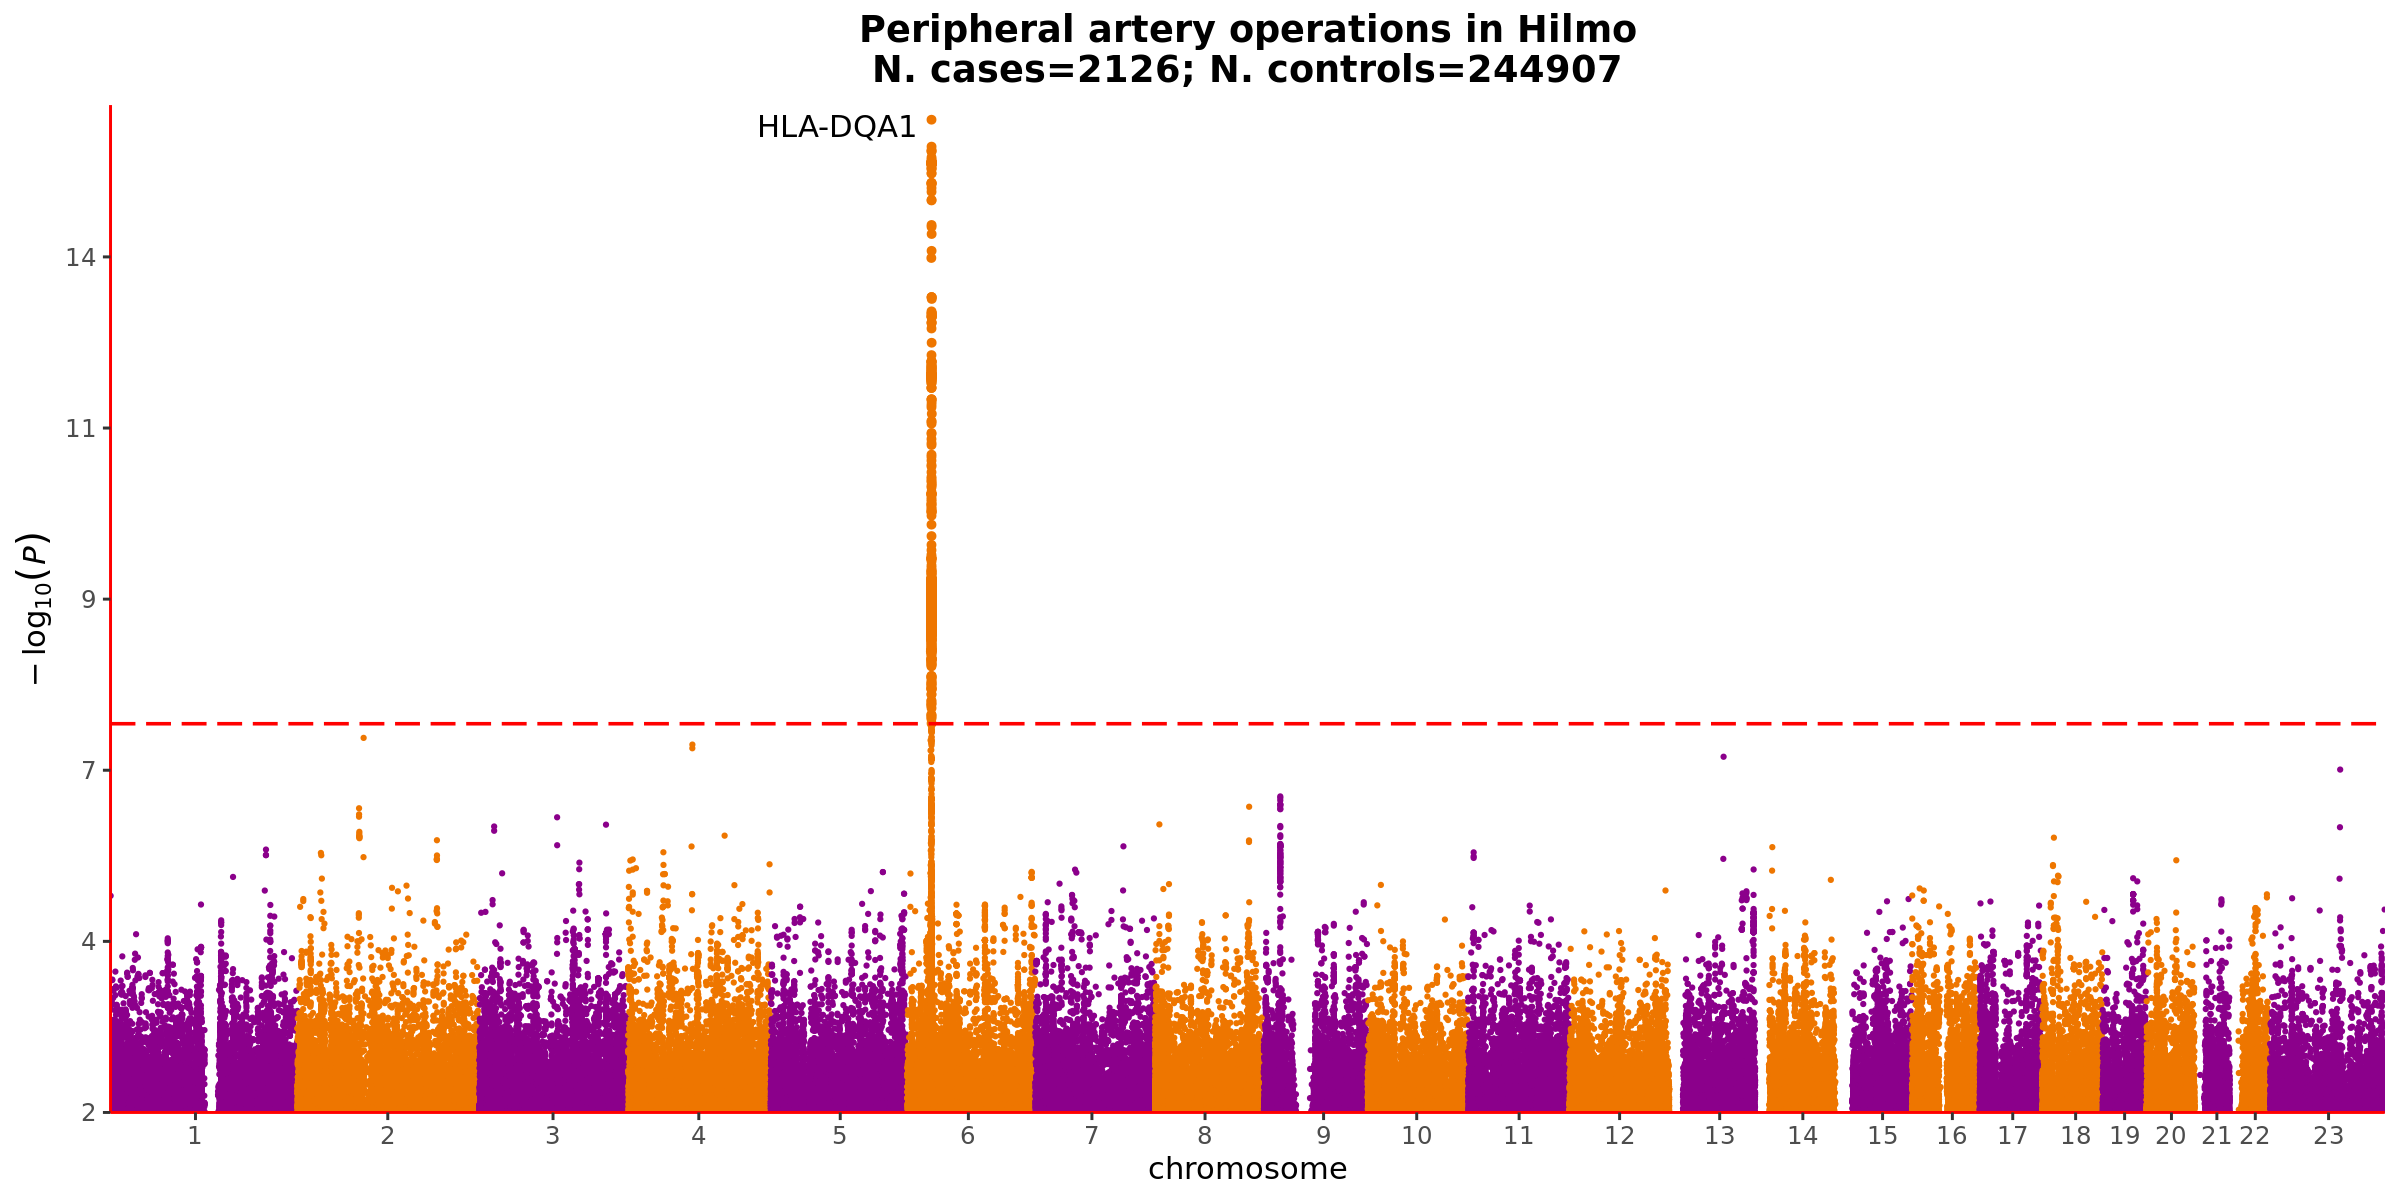 Peripheral artery operations in Hilmo
N. cases=2126; N. controls=244907
HLA-DQA1
14
11
9
7
4
2
−log10(P)
1 2 3 4 5 6 7 8 9 10 11 12 13 14 15 16 17 18 19 20 21 22 23
chromosome